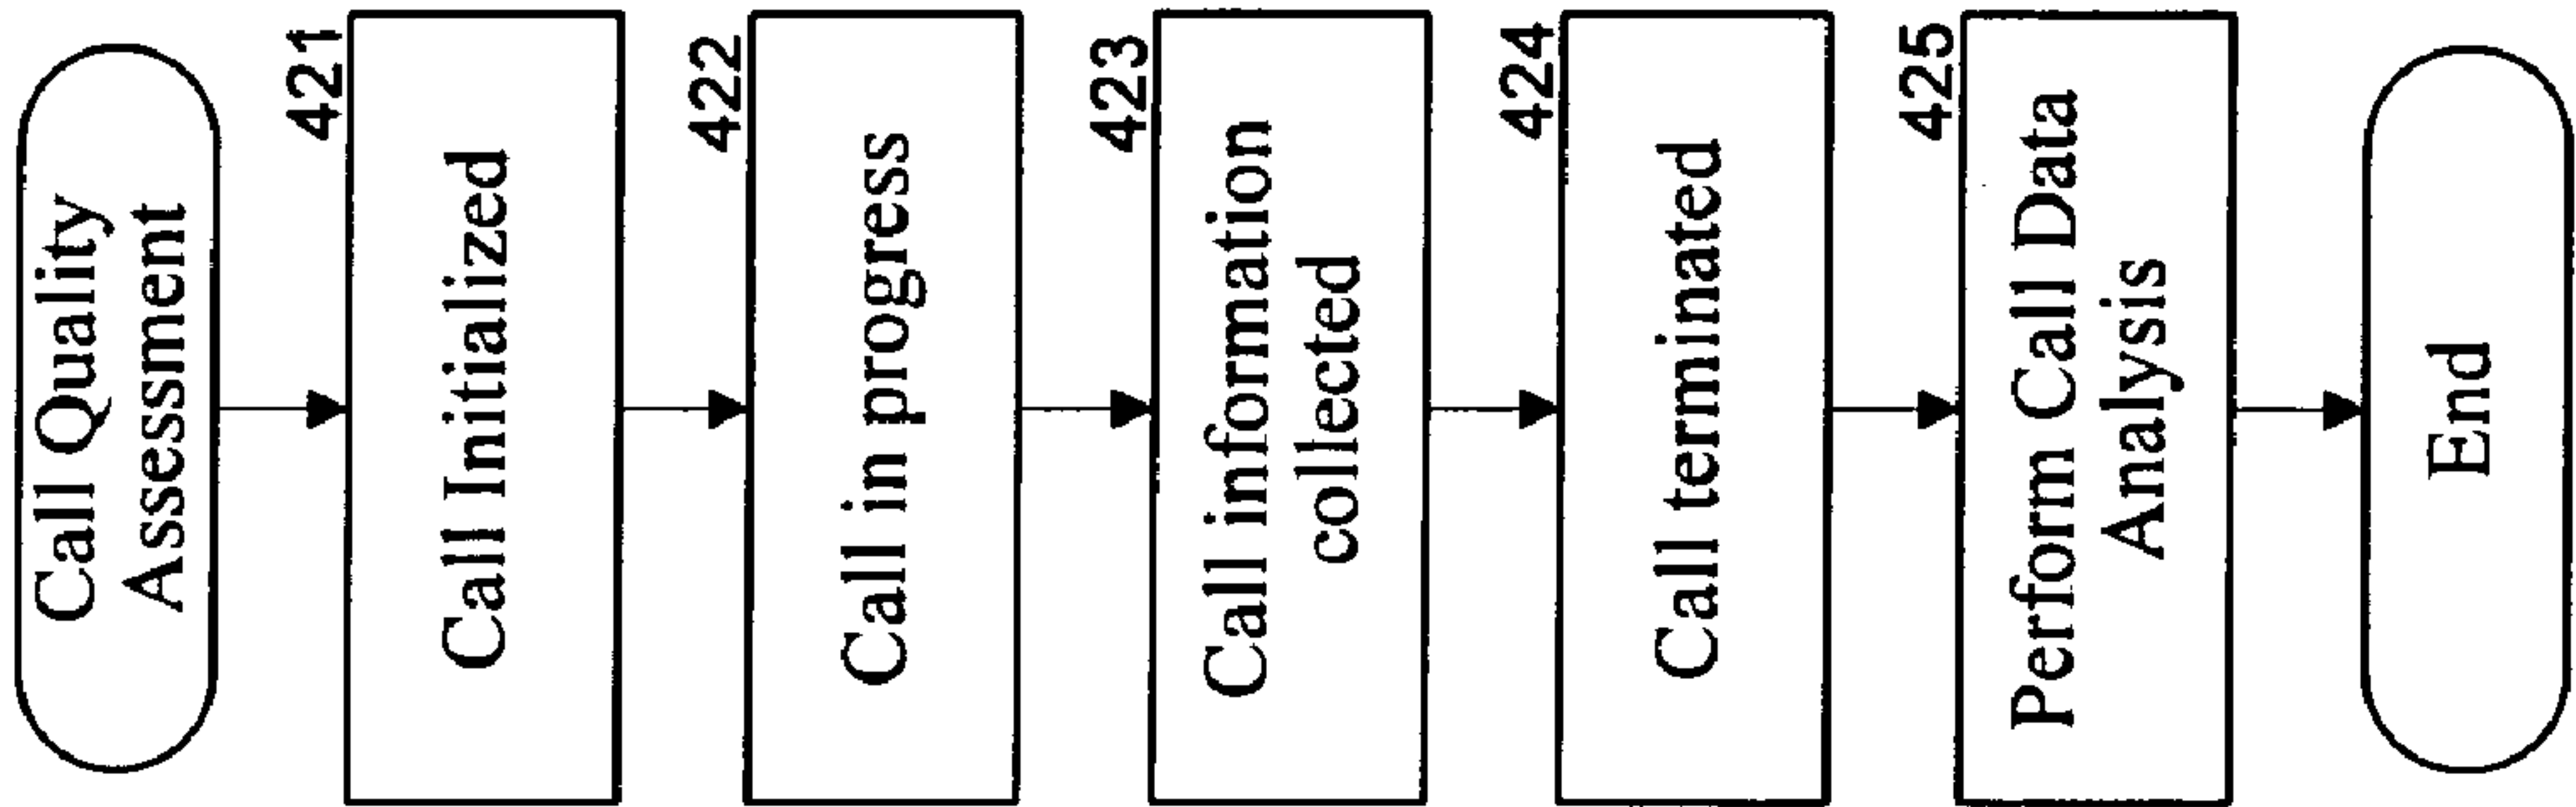 Call Quality
Assessment
421
Call Initialized
422
Call in progress
423
Call information
collected
424
Call terminated
425
Perform Call Data
Analysis
End